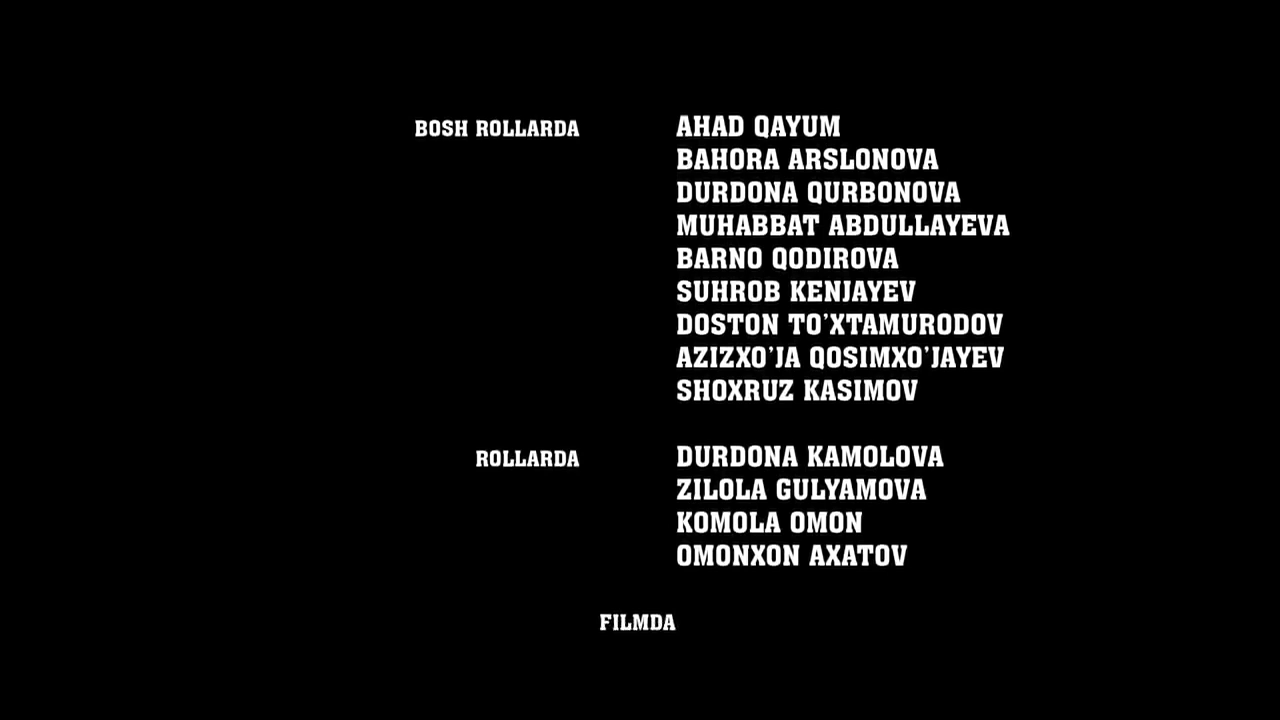 BOSH ROLLARDA AHAD QAYUM
BAHORA ARSLONOVA
DURDONA QURBONOVA
MUHABBAT ABDULLAYEVA
BARNO QODIROVA
SUHROB KENJAYEV
DOSTON TO’XTAMURODOV
AZIZXO’JA QOSIMXO’JAYEV
SHOXRUZ KASIMOV
ROLLARDA DURDONA KAMOLOVA
ZILOLA GULYAMOVA
KOMOLA OMON
OMONXON AXATOV
FILMDA